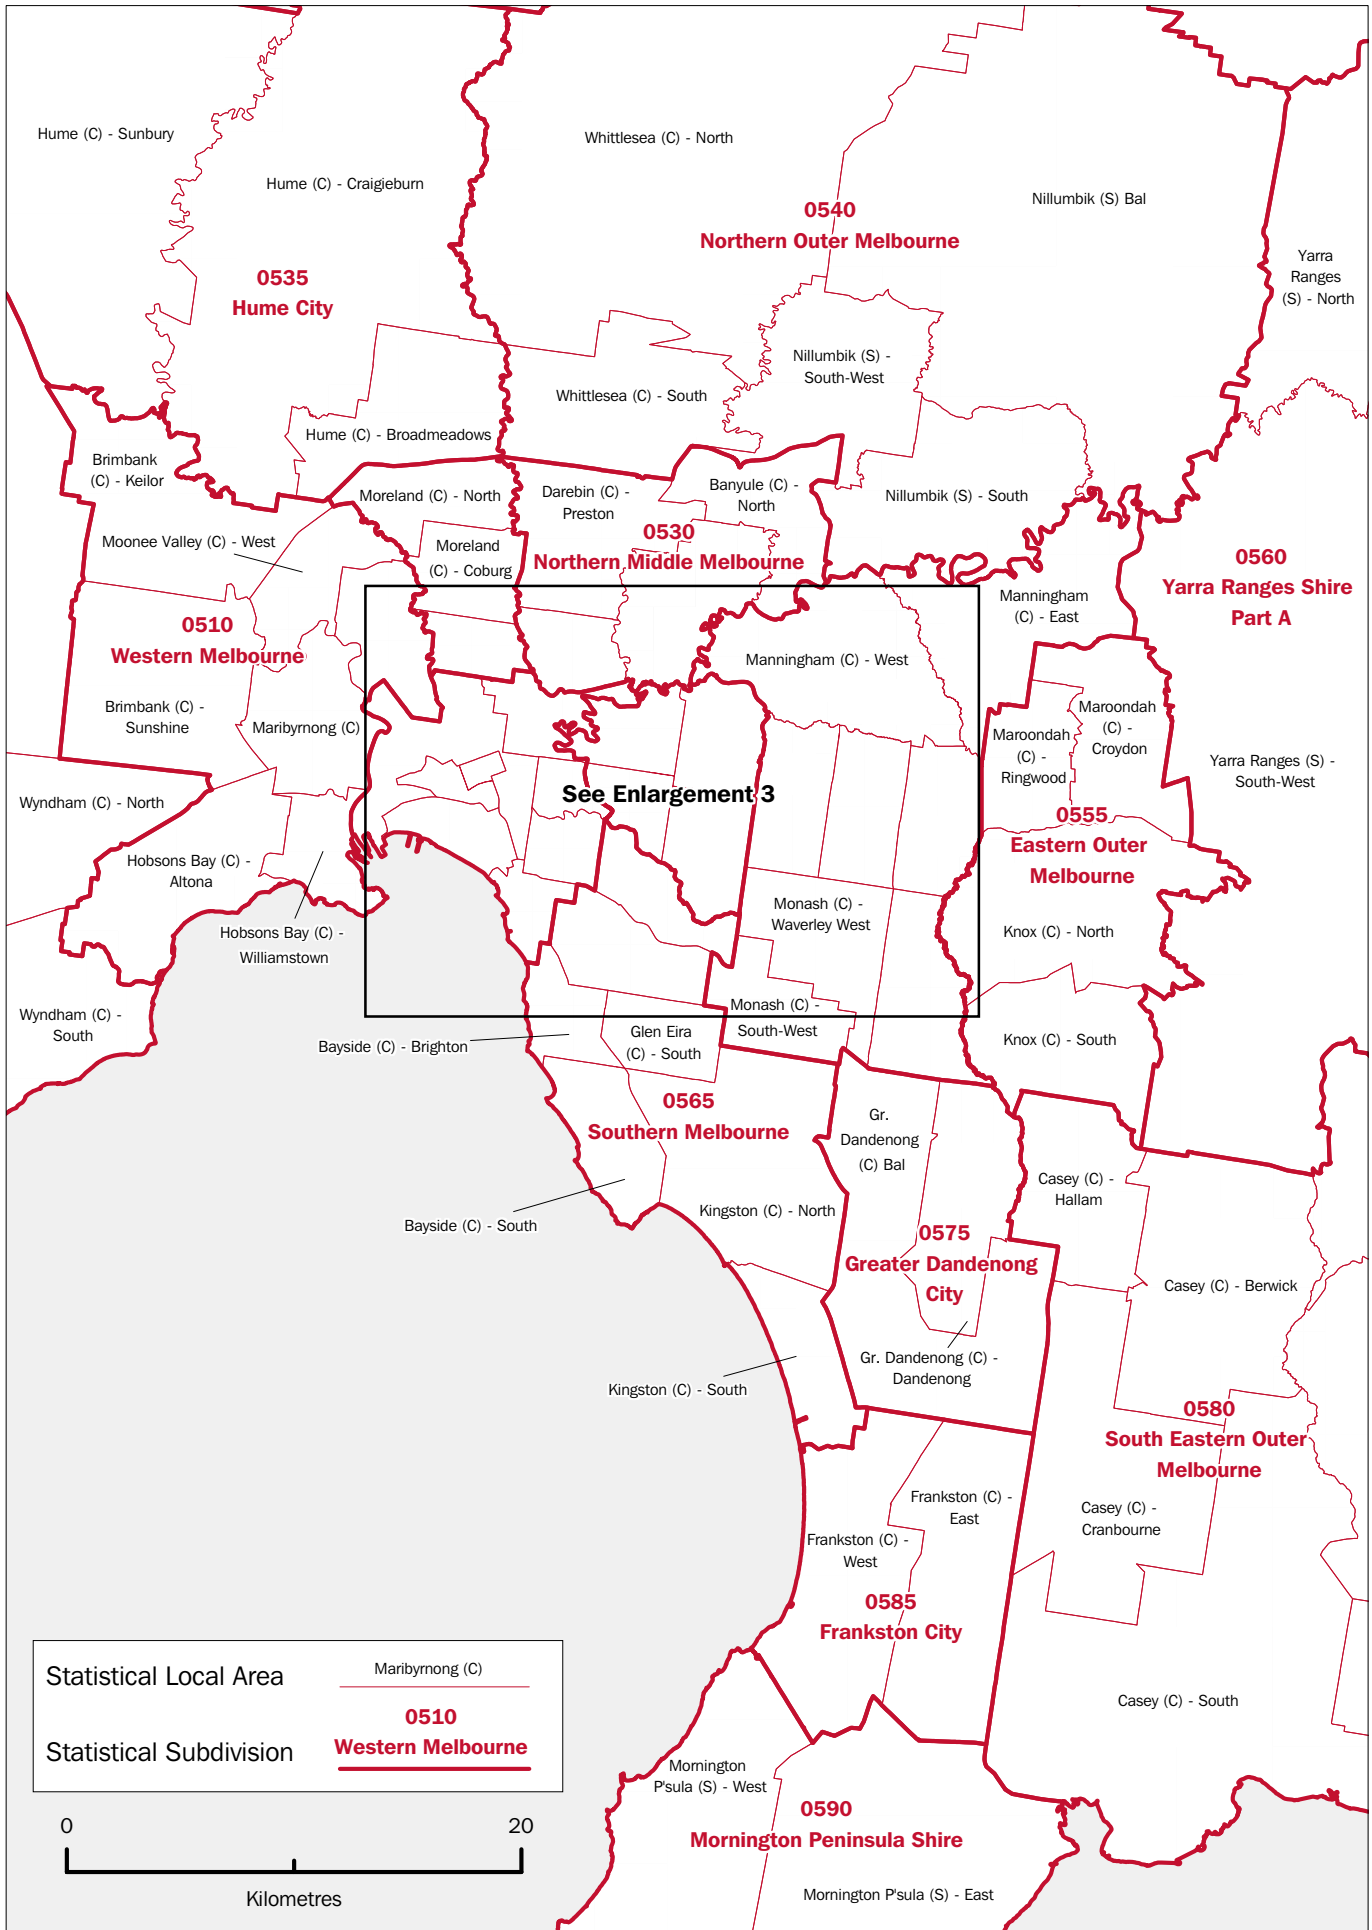 Hume (C) - Sunbury
Whittlesea (C) - North
Hume (C) - Craigieburn
Nillumbik (S) Bal
0540
Northern Outer Melbourne
Yarra
Ranges
(S) - North
0535
Hume City
Nillumbik (S) -
South-West
Whittlesea (C) - South
Hume (C) - Broadmeadows
Brimbank
(C) - Keilor
Moreland (C) - North
Darebin (C) -
Preston
Banyule (C) -
North
Nillumbik (S) - South
Moonee Valley (C) - West
Moreland
(C) - Coburg
0530
Northern Middle Melbourne
0560
Yarra Ranges Shire
Part A
Manningham
(C) - East
0510
Western Melbourne
Manningham (C) - West
Brimbank (C) -
Sunshine
Maribyrnong (C)
Maroondah
(C) -
Croydon
Maroondah
(C) -
Ringwood
Yarra Ranges (S) -
South-West
Wyndham (C) - North
See Enlargement 3
0555
Eastern Outer
Melbourne
Hobsons Bay (C) -
Altona
Monash (C) -
Waverley West
Knox (C) - North
Hobsons Bay (C) -
Williamstown
Wyndham (C) -
South
Monash (C) -
South-West
Glen Eira
(C) - South
Knox (C) - South
Bayside (C) - Brighton
0565
Southern Melbourne
Gr.
Dandenong
(C) Bal
Casey (C) -
Hallam
Bayside (C) - South
Kingston (C) - North
0575
Greater Dandenong
City
Casey (C) - Berwick
Gr. Dandenong (C) -
Dandenong
Kingston (C) - South
0580
South Eastern Outer
Melbourne
Frankston (C) -
East
Casey (C) -
Cranbourne
Frankston (C) -
West
0585
Frankston City
Statistical Local Area
Maribyrnong (C)
0510
Western Melbourne
Statistical Subdivision
Casey (C) - South
Mornington
P'sula (S) - West
0590
Mornington Peninsula Shire
0
20
Kilometres
Mornington P'sula (S) - East